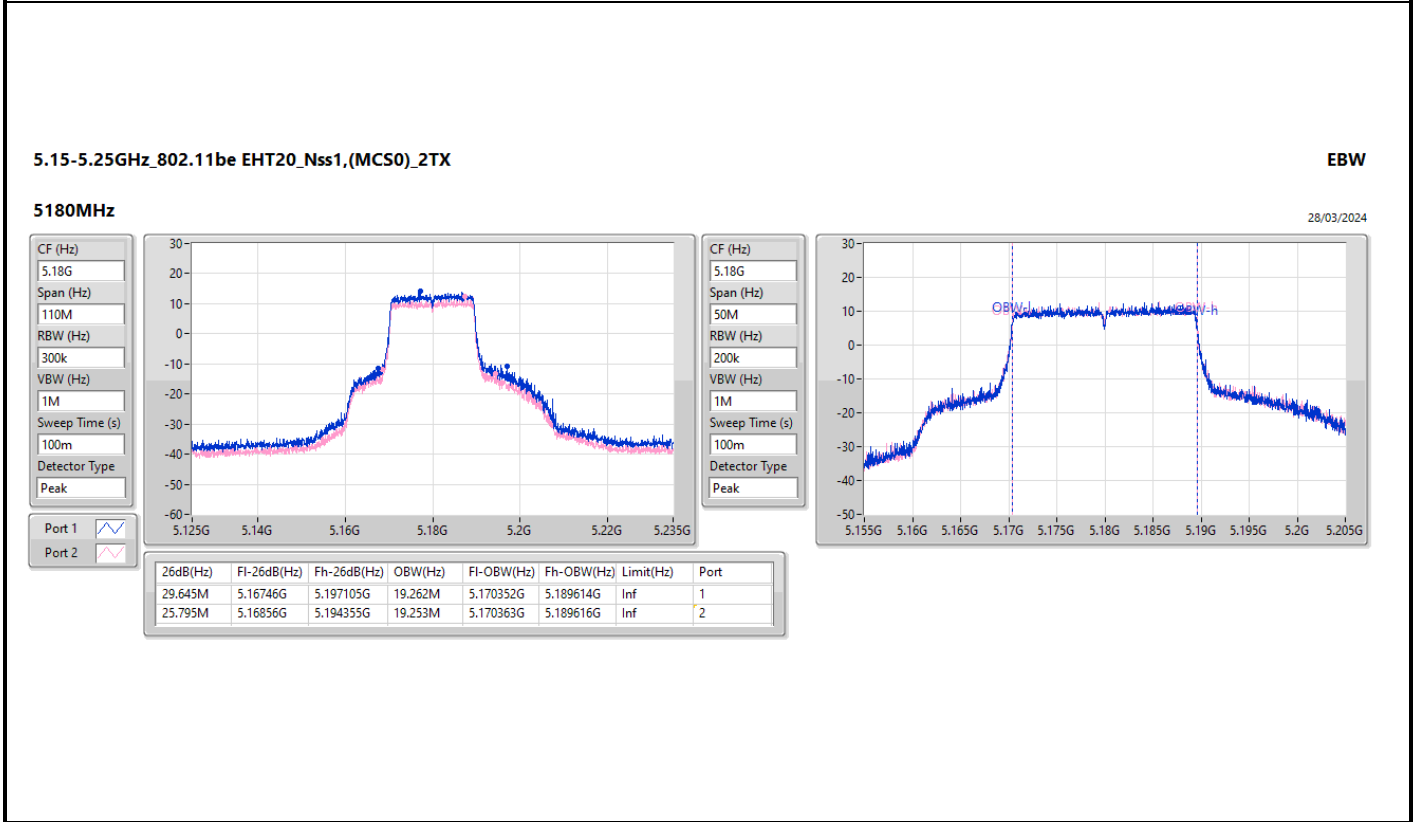 5.15-5.25GHz_802.11be EHT20_Nss1,(MCS0)_2TX EBW
5180MHz 28/03/2024
CF (Hz)
5.18G
Span (Hz)
110M
RBW (Hz)
300k
VBW (Hz)
1M
Sweep Time (s)
100m
Detector Type
Peak
Port 1
Port 2
30
20
10
0
-10
-20
-30
-40
-50
-60
5.125G 5.14G 5.16G 5.18G 5.2G 5.22G 5.235G
CF (Hz)
5.18G
Span (Hz)
50M
RBW (Hz)
200k
VBW (Hz)
1M
Sweep Time (s)
100m
Detector Type
Peak
30
20
10
0
-10
-20
-30
-40
-50
OBW-l OBW-h
5.155G 5.16G 5.165G 5.17G 5.175G 5.18G 5.185G 5.19G 5.195G 5.2G 5.205G
26dB(Hz) Fl-26dB(Hz) Fh-26dB(Hz) OBW(Hz) Fl-OBW(Hz) Fh-OBW(Hz) Limit(Hz) Port
29.645M 5.16746G 5.197105G 19.262M 5.170352G 5.189614G Inf 1
25.795M 5.16856G 5.194355G 19.253M 5.170363G 5.189616G Inf 2